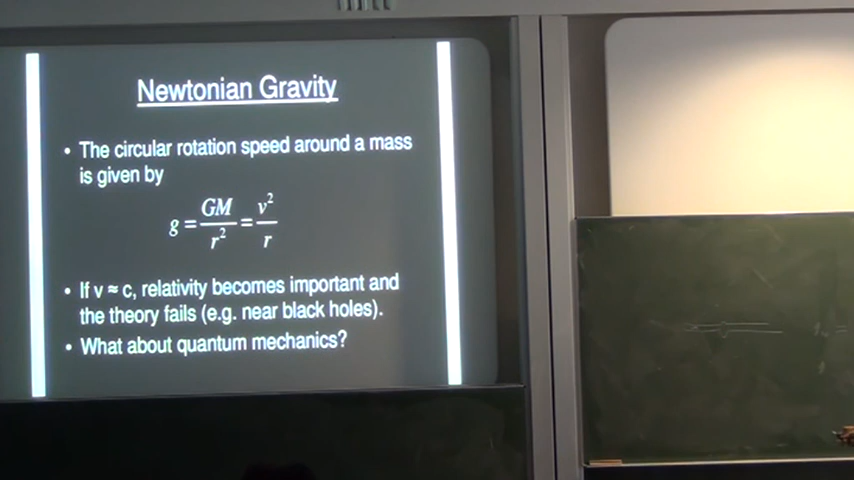 Newtonian Gravity
• The circular rotation speed around a mass
is given by
g = GM/r² = v²/r
• If v ≈ c, relativity becomes important and
the theory fails (e.g. near black holes).
• What about quantum mechanics?